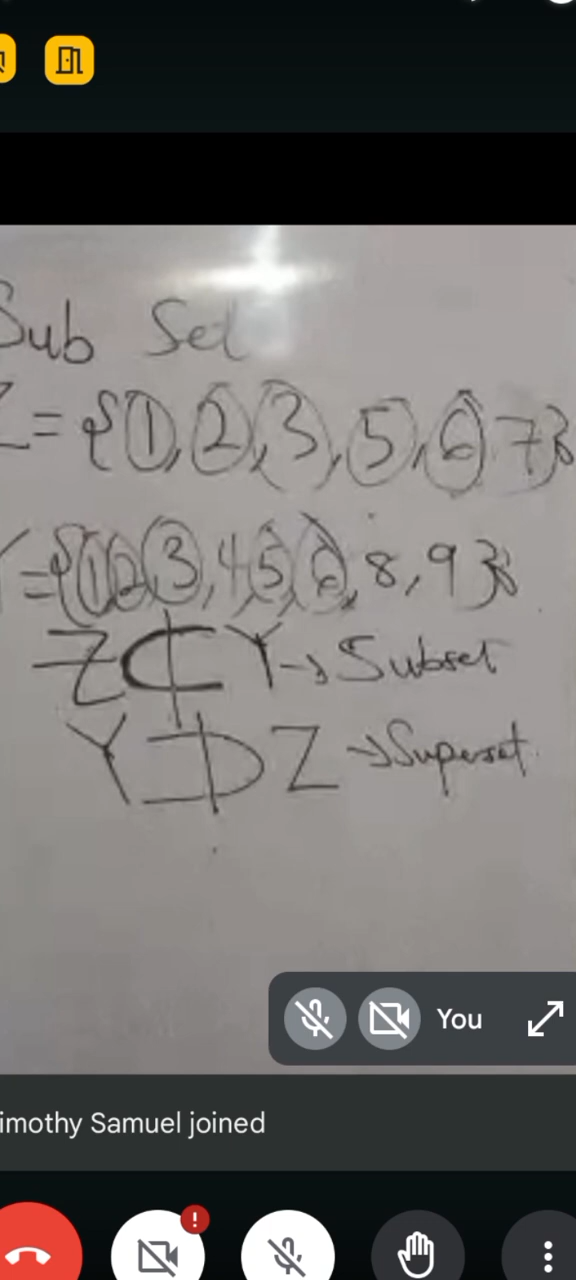 Sub Set
Z = {1, 2, 3, 5, 6, 7}
Y = {1, 2, 3, 4, 5, 6, 8, 9}
Z ⊄ Y → Subset
Y ⊅ Z → Superset
You
imothy Samuel joined
!